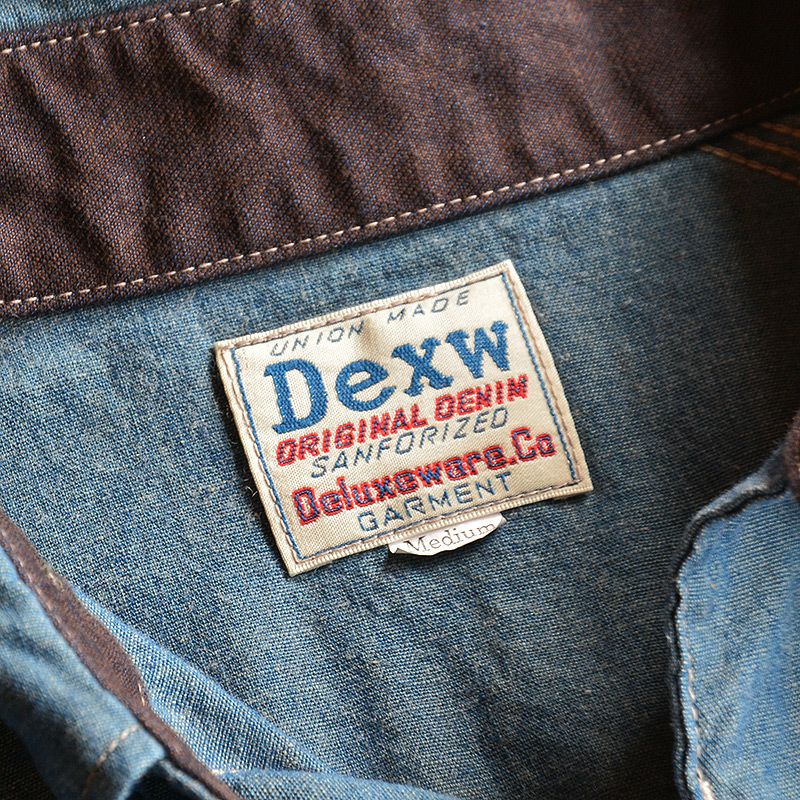 UNION MADE
Dexw
ORIGINAL DENIM
SANFORIZED
Deluxeware.Co
GARMENT
Medium